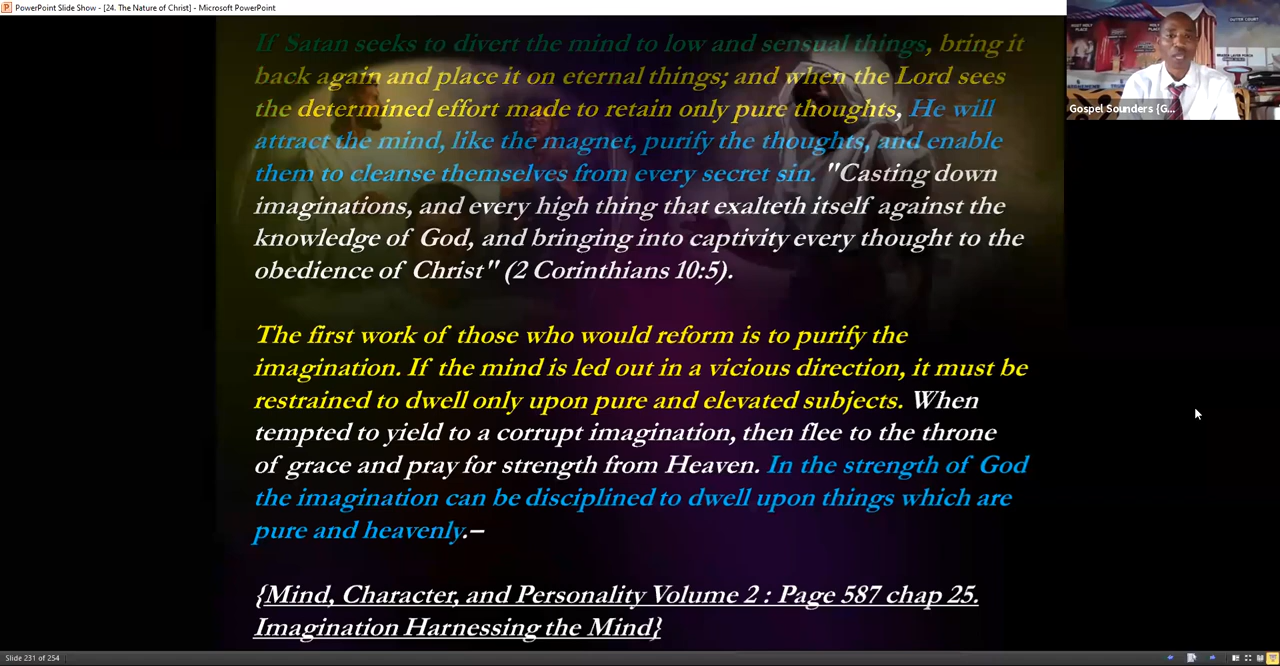 PowerPoint Slide Show - [24. The Nature of Christ] - Microsoft PowerPoint
If Satan seeks to divert the mind to low and sensual things, bring it
back again and place it on eternal things; and when the Lord sees
the determined effort made to retain only pure thoughts, He will
attract the mind, like the magnet, purify the thoughts, and enable
them to cleanse themselves from every secret sin. "Casting down
imaginations, and every high thing that exalteth itself against the
knowledge of God, and bringing into captivity every thought to the
obedience of Christ" (2 Corinthians 10:5).
The first work of those who would reform is to purify the
imagination. If the mind is led out in a vicious direction, it must be
restrained to dwell only upon pure and elevated subjects. When
tempted to yield to a corrupt imagination, then flee to the throne
of grace and pray for strength from Heaven. In the strength of God
the imagination can be disciplined to dwell upon things which are
pure and heavenly.–
{Mind, Character, and Personality Volume 2 : Page 587 chap 25.
Imagination Harnessing the Mind}
Gospel Sounders {G...
Slide 231 of 254